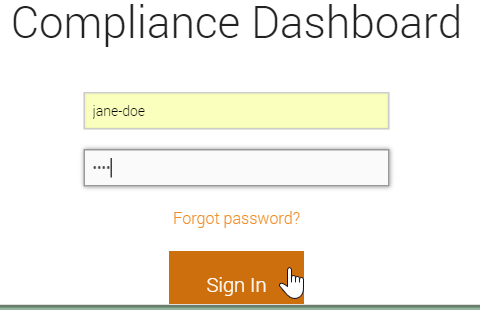 Compliance Dashboard
jane-doe
••••
Forgot password?
Sign In